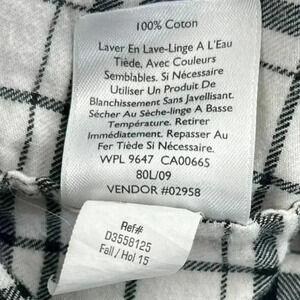 100% Cotton
Laver En Lave-Linge A L'Eau
Tiède, Avec Couleurs
Semblables. Si Nécessaire
Utiliser Un Produit De
Blanchissement Sans Javellisant.
Sécher Au Sèche-linge A Basse
Température. Retirer
Immédiatement. Repasser Au
Fer Tiède Si Nécessaire.
WPL 9647 CA00665
80L/09
VENDOR #02958
Ref#
D3558125
Fall / Hol 15